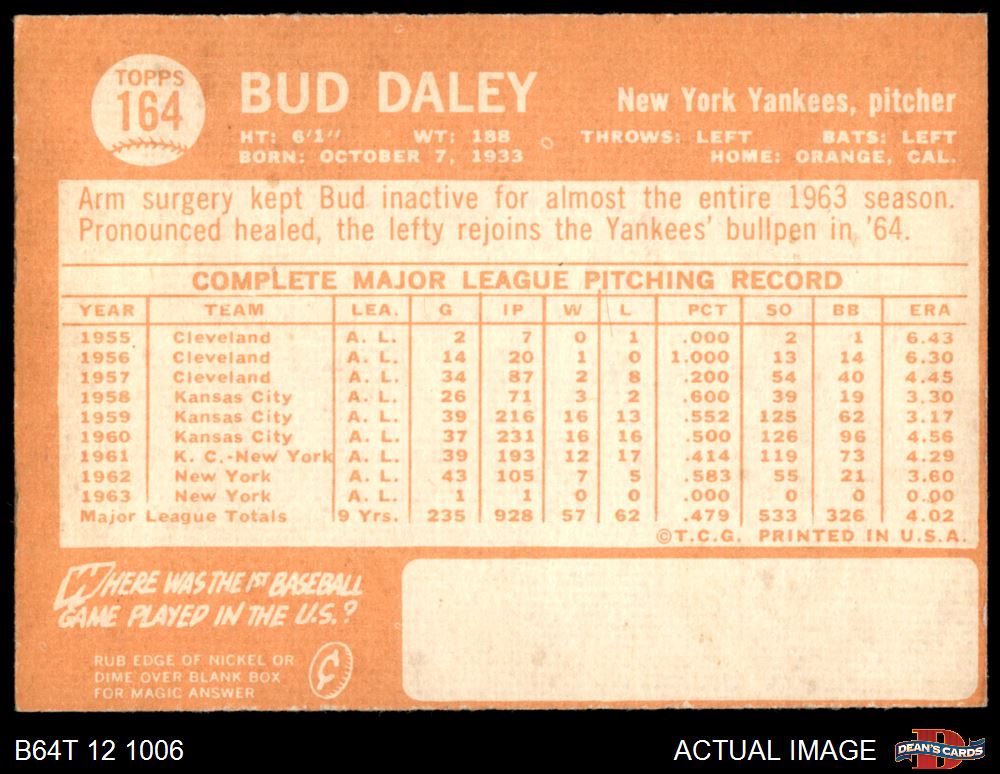 TOPPS
164
BUD DALEY
New York Yankees, pitcher
HT: 6'1" WT: 188 THROWS: LEFT BATS: LEFT
BORN: OCTOBER 7, 1933 HOME: ORANGE, CAL.
Arm surgery kept Bud inactive for almost the entire 1963 season.
Pronounced healed, the lefty rejoins the Yankees' bullpen in '64.
COMPLETE MAJOR LEAGUE PITCHING RECORD
YEAR TEAM LEA. G IP W L PCT SO BB ERA
1955 Cleveland A. L. 2 7 0 1 .000 2 1 6.43
1956 Cleveland A. L. 14 20 1 0 1.000 13 14 6.30
1957 Cleveland A. L. 34 87 2 8 .200 54 40 4.45
1958 Kansas City A. L. 26 71 3 2 .600 39 19 3.30
1959 Kansas City A. L. 39 216 16 13 .552 125 62 3.17
1960 Kansas City A. L. 37 231 16 16 .500 126 96 4.56
1961 K. C.-New York A. L. 39 193 12 17 .414 119 73 4.29
1962 New York A. L. 43 105 7 5 .583 55 21 3.60
1963 New York A. L. 1 1 0 0 .000 0 0 0.00
Major League Totals 9 Yrs. 235 928 57 62 .479 533 326 4.02
©T.C.G. PRINTED IN U.S.A.
WHERE WAS THE 1ST BASEBALL
GAME PLAYED IN THE U.S.?
RUB EDGE OF NICKEL OR
DIME OVER BLANK BOX
FOR MAGIC ANSWER
¢
B64T 12 1006
ACTUAL IMAGE
D
DEAN'S CARDS